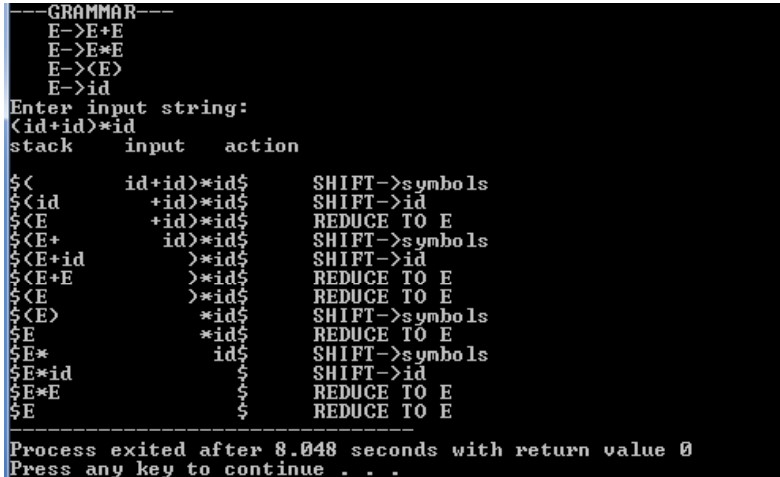 ---GRAMMAR---
E->E+E
E->E*E
E->(E)
E->id
Enter input string:
(id+id)*id
stack input action
$( id+id)*id$ SHIFT->symbols
$(id +id)*id$ SHIFT->id
$(E +id)*id$ REDUCE TO E
$(E+ id)*id$ SHIFT->symbols
$(E+id )*id$ SHIFT->id
$(E+E )*id$ REDUCE TO E
$(E )*id$ REDUCE TO E
$(E) *id$ SHIFT->symbols
$E *id$ REDUCE TO E
$E* id$ SHIFT->symbols
$E*id $ SHIFT->id
$E*E $ REDUCE TO E
$E $ REDUCE TO E
--------------------------------
Process exited after 8.048 seconds with return value 0
Press any key to continue . . .